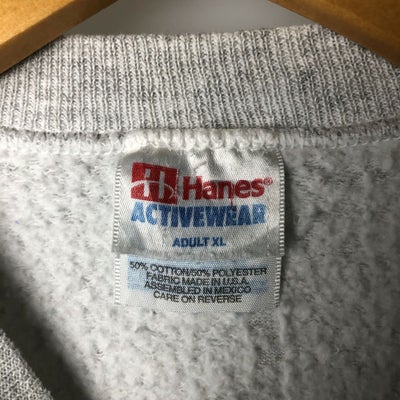 Hanes®
ACTIVEWEAR
ADULT XL
50% COTTON/50% POLYESTER
FABRIC MADE IN U.S.A.
ASSEMBLED IN MEXICO
CARE ON REVERSE